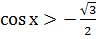 cos x > −√3/2